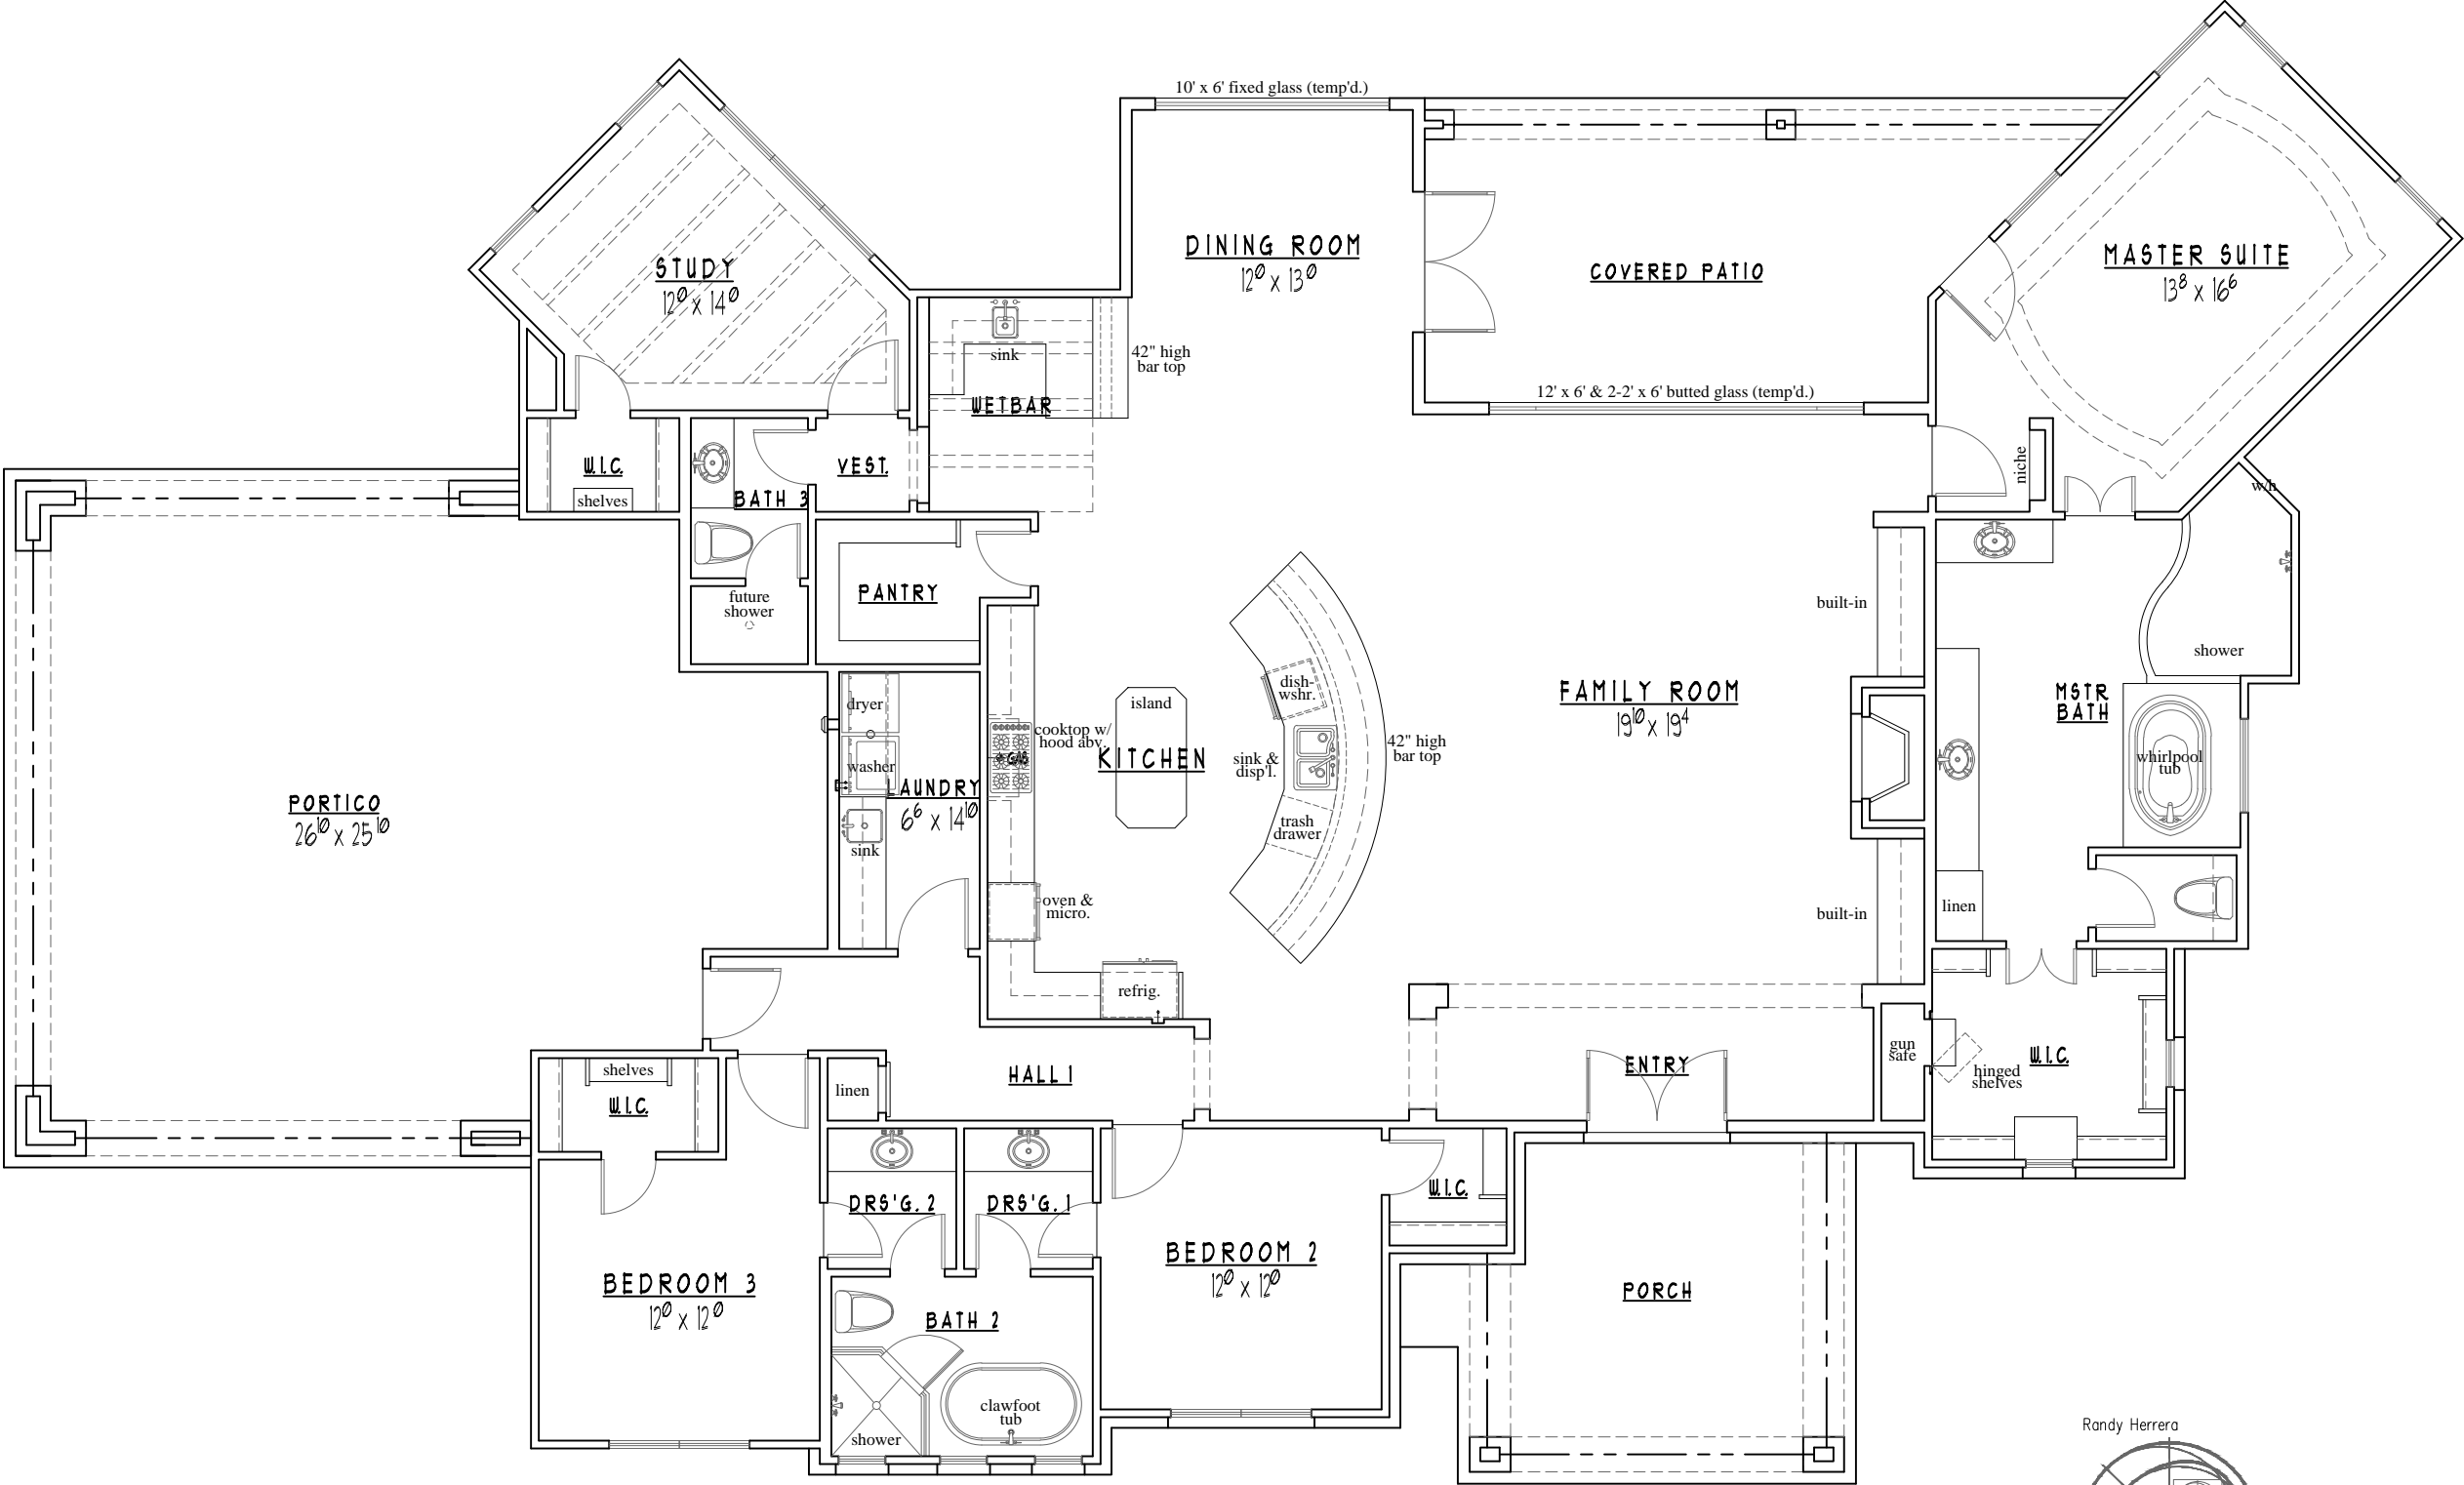 10' x 6' fixed glass (temp'd.)
STUDY
12⁰ x 14⁰
DINING ROOM
12⁰ x 13⁰
COVERED PATIO
MASTER SUITE
13⁸ x 16⁶
sink
42" high
bar top
WETBAR
12' x 6' & 2-2' x 6' butted glass (temp'd.)
W.I.C.
shelves
BATH 3
VEST.
niche
w/h
future
shower
PANTRY
built-in
shower
dryer
washer
LAUNDRY
6⁶ x 14¹⁰
sink
cooktop w/
hood abv.
GAS
KITCHEN
island
dish-
wshr.
sink &
disp'l.
trash
drawer
42" high
bar top
FAMILY ROOM
19¹⁰ x 19⁴
MSTR
BATH
whirlpool
tub
PORTICO
26¹⁰ x 25¹⁰
oven &
micro.
built-in
linen
refrig.
shelves
W.I.C.
linen
HALL 1
ENTRY
gun
safe
hinged
shelves
W.I.C.
DRS'G. 2
DRS'G. 1
W.I.C.
BEDROOM 3
12⁰ x 12⁰
BEDROOM 2
12⁰ x 12⁰
BATH 2
PORCH
clawfoot
tub
shower
Randy Herrera